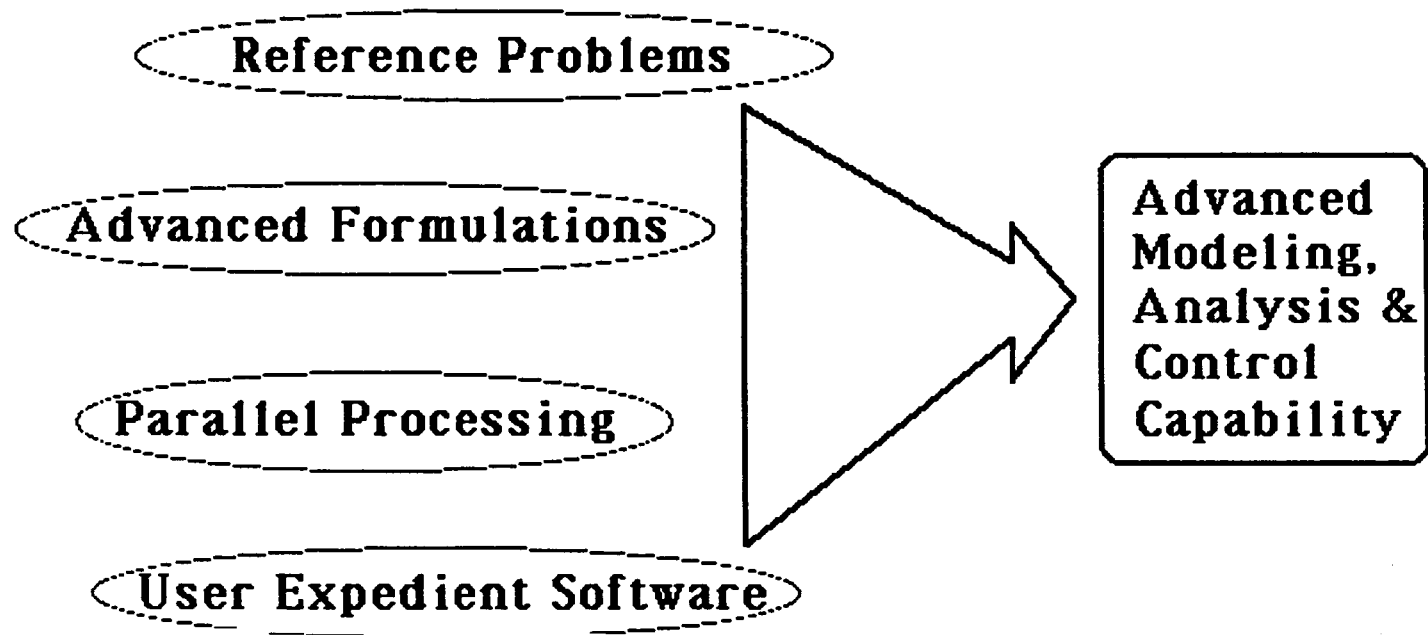 Reference Problems
Advanced Formulations
Parallel Processing
User Expedient Software
Advanced
Modeling,
Analysis &
Control
Capability